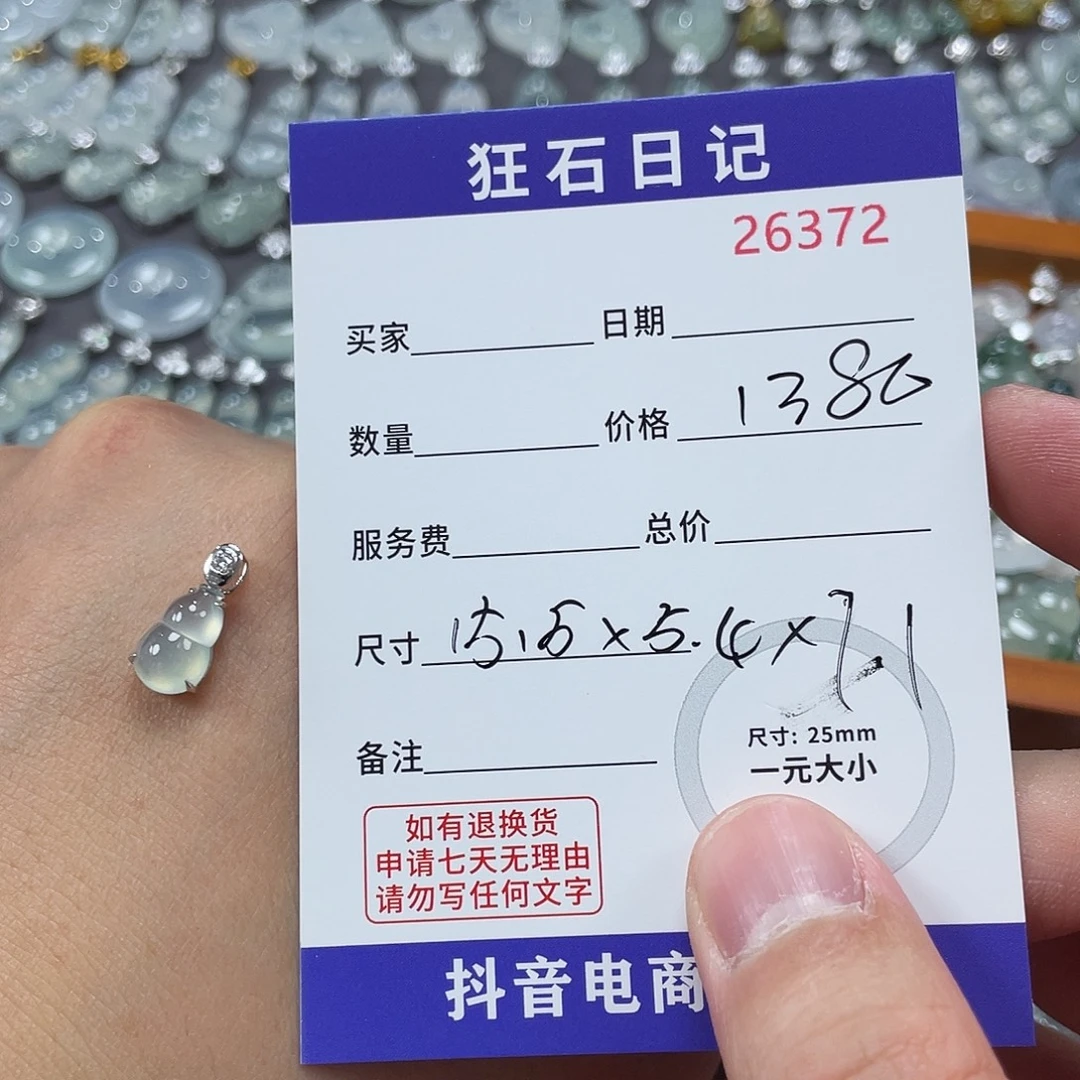 狂石日记
26372
买家 日期
数量 价格 1380
服务费 总价
尺寸 15.5×5.4×7.1
尺寸: 25mm
一元大小
备注
如有退换货
申请七天无理由
请勿写任何文字
抖音电商